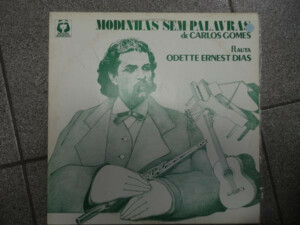 MODINHAS SEM PALAVRAS
de CARLOS GOMES
Flauta
ODETTE ERNEST DIAS